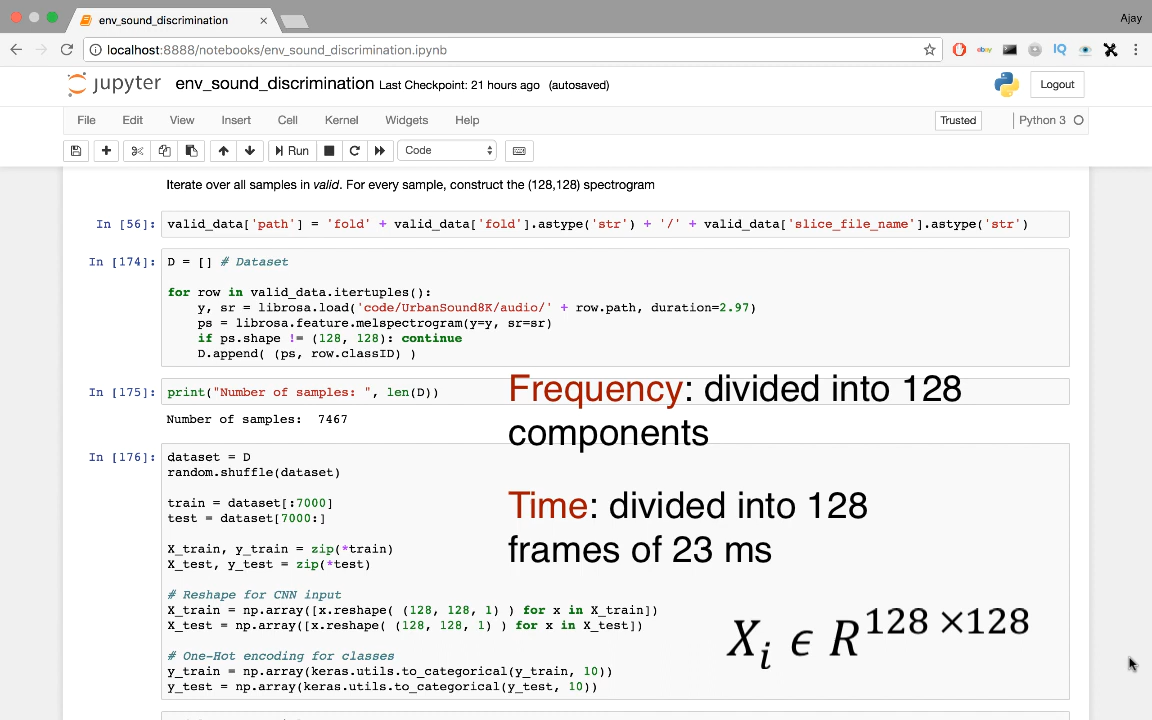 env_sound_discrimination
Ajay
localhost:8888/notebooks/env_sound_discrimination.ipynb
ebay
IQ
jupyter env_sound_discrimination Last Checkpoint: 21 hours ago (autosaved)
Logout
File Edit View Insert Cell Kernel Widgets Help
Trusted
Python 3
Run
Code
Iterate over all samples in valid. For every sample, construct the (128,128) spectrogram
In [56]: valid_data['path'] = 'fold' + valid_data['fold'].astype('str') + '/' + valid_data['slice_file_name'].astype('str')
In [174]: D = [] # Dataset
for row in valid_data.itertuples():
    y, sr = librosa.load('code/UrbanSound8K/audio/' + row.path, duration=2.97)
    ps = librosa.feature.melspectrogram(y=y, sr=sr)
    if ps.shape != (128, 128): continue
    D.append( (ps, row.classID) )
In [175]: print("Number of samples: ", len(D))
Number of samples:  7467
Frequency: divided into 128
components
In [176]: dataset = D
random.shuffle(dataset)
train = dataset[:7000]
test = dataset[7000:]
Time: divided into 128
frames of 23 ms
X_train, y_train = zip(*train)
X_test, y_test = zip(*test)
# Reshape for CNN input
X_train = np.array([x.reshape( (128, 128, 1) ) for x in X_train])
X_test = np.array([x.reshape( (128, 128, 1) ) for x in X_test])
X_i ϵ R^{128 ×128}
# One-Hot encoding for classes
y_train = np.array(keras.utils.to_categorical(y_train, 10))
y_test = np.array(keras.utils.to_categorical(y_test, 10))